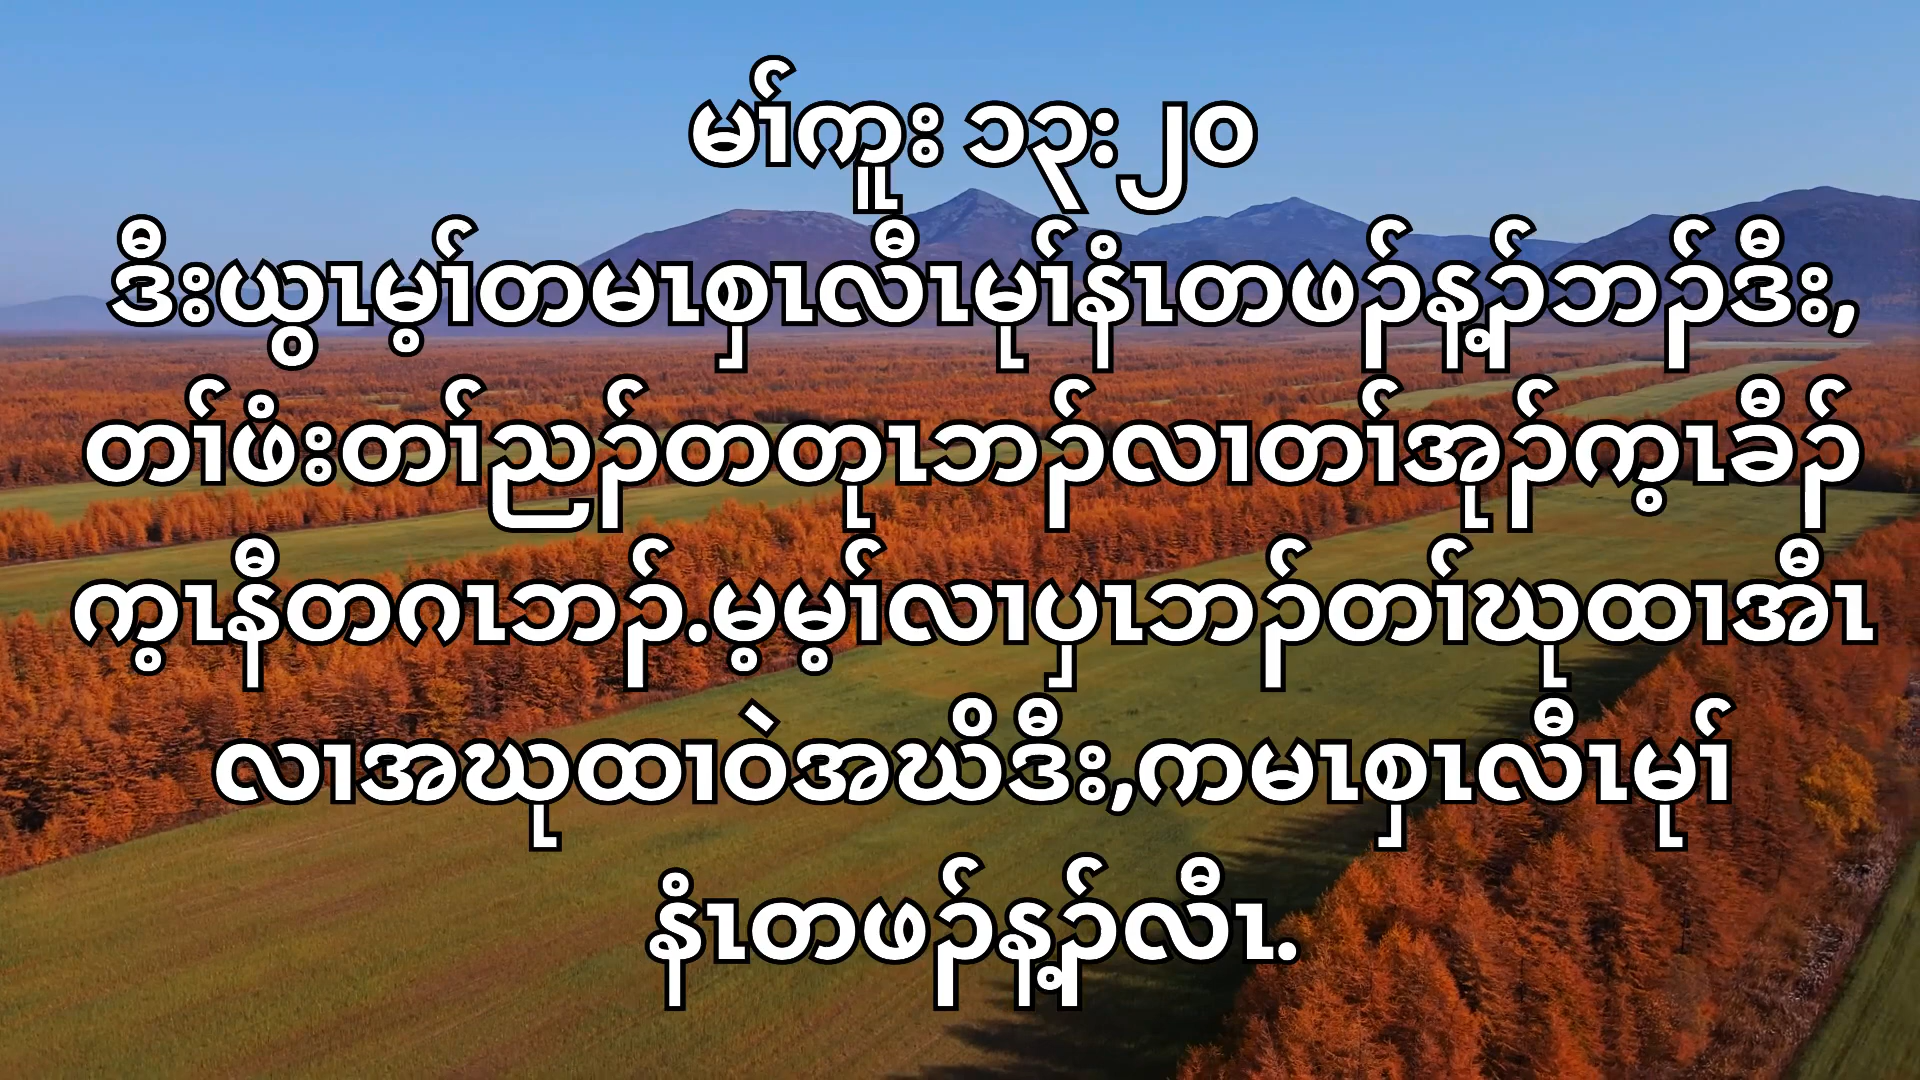 မၢ်ကူး ၁၃:၂၀
ဒီးယွၤမ့ၢ်တမၤစှၤလီၤမုၢ်နံၤတဖၣ်န့ၣ်ဘၣ်ဒီး,
တၢ်ဖံးတၢ်ညၣ်တတုၤဘၣ်လၢတၢ်အုၣ်က့ၤခီၣ်
က့ၤနီတဂၤဘၣ်.မ့မ့ၢ်လၢပှၤဘၣ်တၢ်ဃုထၢအီၤ
လၢအဃုထၢဝဲအဃိဒီး,ကမၤစှၤလီၤမုၢ်
နံၤတဖၣ်န့ၣ်လီၤ.